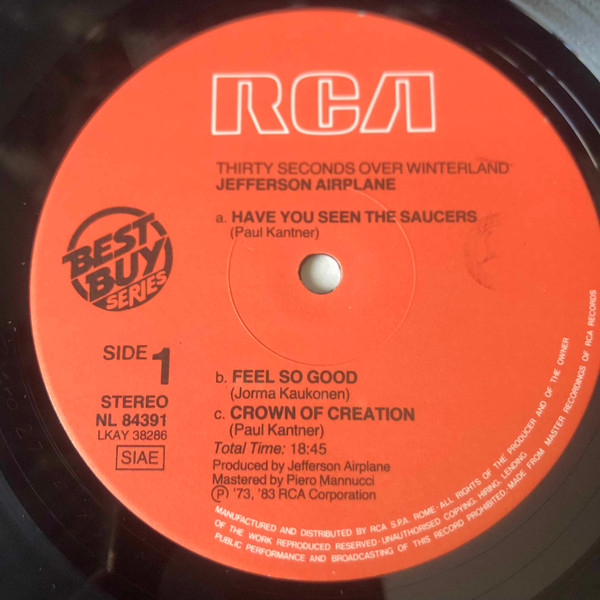 RCA
THIRTY SECONDS OVER WINTERLAND
JEFFERSON AIRPLANE
a. HAVE YOU SEEN THE SAUCERS
(Paul Kantner)
BEST
BUY
SERIES
SIDE 1
STEREO
NL 84391
LKAY 38286
SIAE
b. FEEL SO GOOD
(Jorma Kaukonen)
c. CROWN OF CREATION
(Paul Kantner)
Total Time: 18:45
Produced by Jefferson Airplane
Mastered by Piero Mannucci
Ⓟ '73, '83 RCA Corporation
MANUFACTURED AND DISTRIBUTED BY RCA S.P.A. ROME · ALL RIGHTS OF THE PRODUCER AND OF THE OWNER
OF THE WORK REPRODUCED RESERVED · UNAUTHORISED COPYING, HIRING, LENDING
PUBLIC PERFORMANCE AND BROADCASTING OF THIS RECORD PROHIBITED. MADE FROM MASTER RECORDINGS OF RCA RECORDS